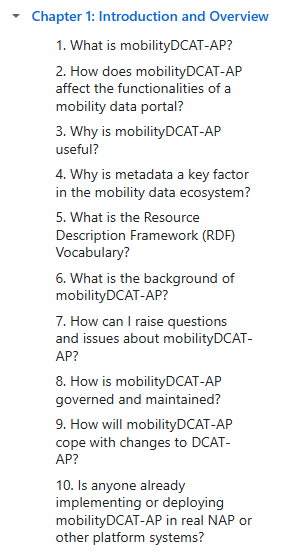 Chapter 1: Introduction and Overview
1. What is mobilityDCAT-AP?
2. How does mobilityDCAT-AP
affect the functionalities of a
mobility data portal?
3. Why is mobilityDCAT-AP
useful?
4. Why is metadata a key factor
in the mobility data ecosystem?
5. What is the Resource
Description Framework (RDF)
Vocabulary?
6. What is the background of
mobilityDCAT-AP?
7. How can I raise questions
and issues about mobilityDCAT-
AP?
8. How is mobilityDCAT-AP
governed and maintained?
9. How will mobilityDCAT-AP
cope with changes to DCAT-
AP?
10. Is anyone already
implementing or deploying
mobilityDCAT-AP in real NAP or
other platform systems?